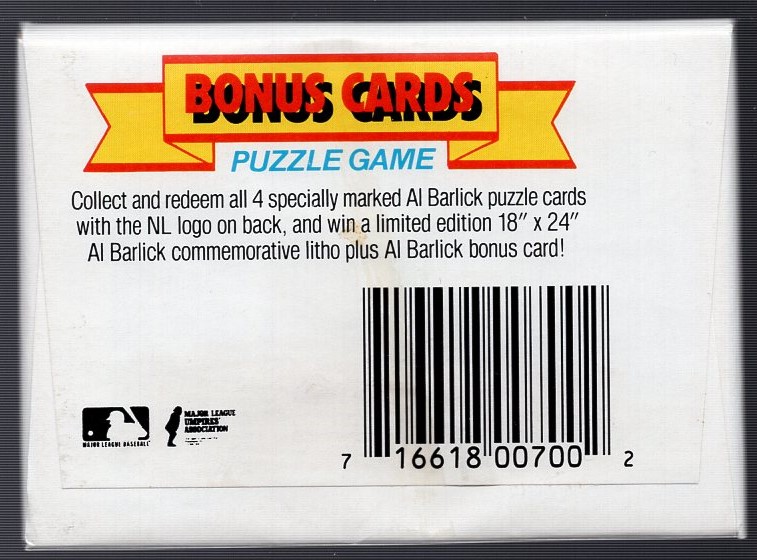 BONUS CARDS
PUZZLE GAME
Collect and redeem all 4 specially marked Al Barlick puzzle cards
with the NL logo on back, and win a limited edition 18" x 24"
Al Barlick commemorative litho plus Al Barlick bonus card!
MAJOR LEAGUE BASEBALL
MAJOR LEAGUE
UMPIRES'
ASSOCIATION
7 16618 00700 2